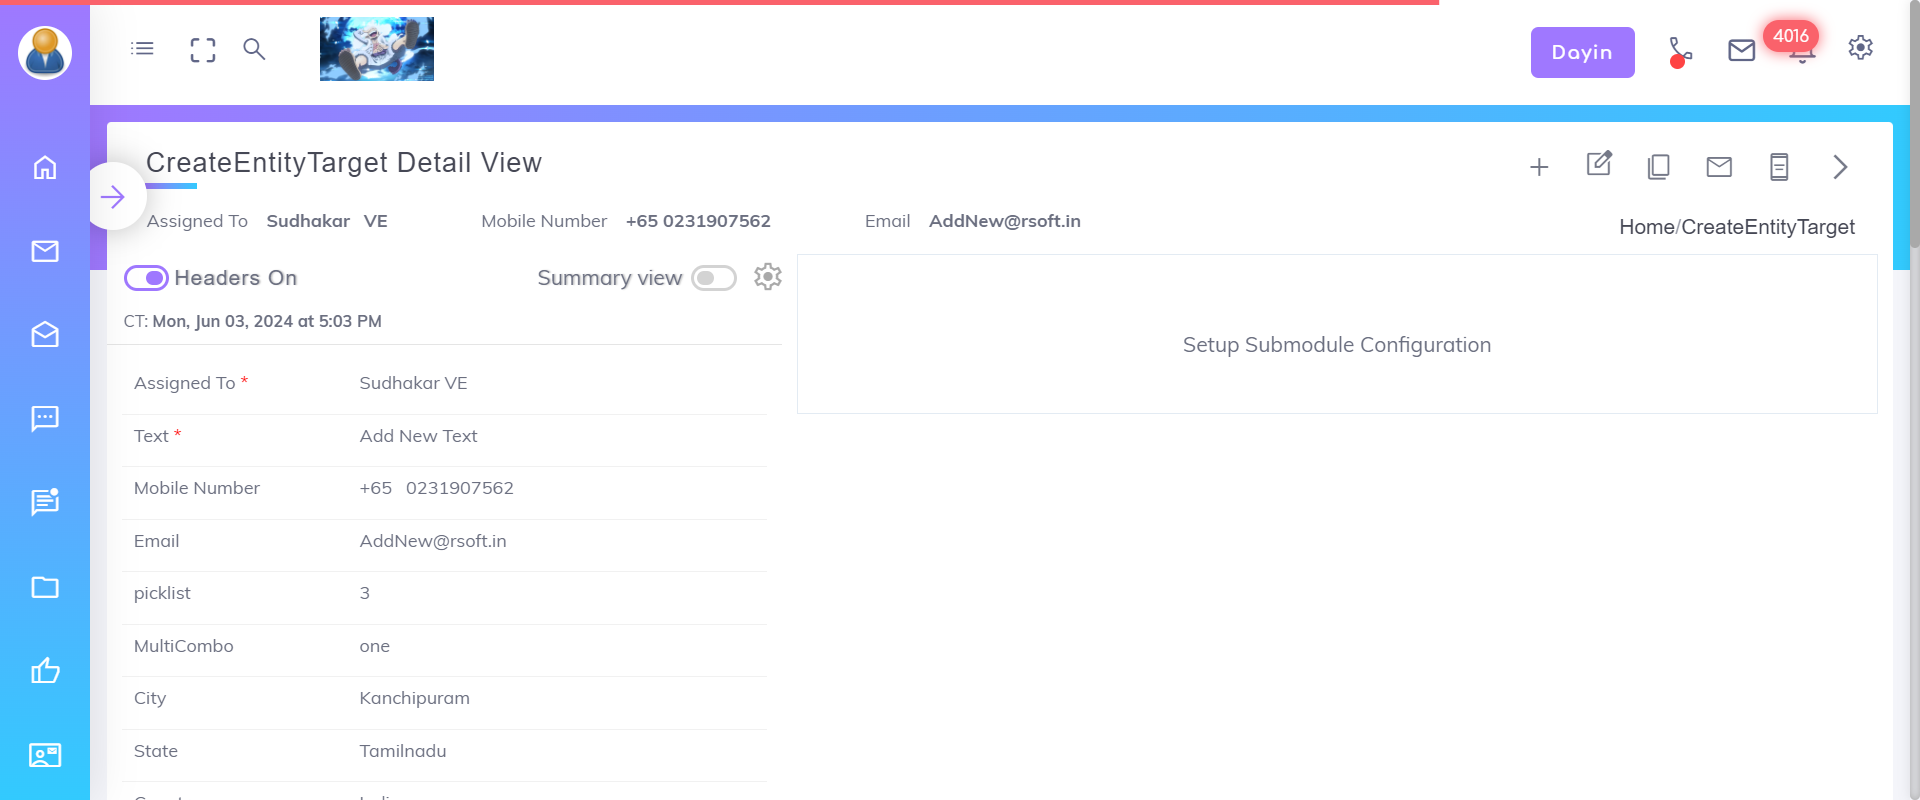 Dayin
4016
CreateEntityTarget Detail View
Assigned To Sudhakar VE Mobile Number +65 0231907562 Email AddNew@rsoft.in
Home/CreateEntityTarget
Headers On Summary view
CT: Mon, Jun 03, 2024 at 5:03 PM
Setup Submodule Configuration
Assigned To * Sudhakar VE
Text * Add New Text
Mobile Number +65 0231907562
Email AddNew@rsoft.in
picklist 3
MultiCombo one
City Kanchipuram
State Tamilnadu